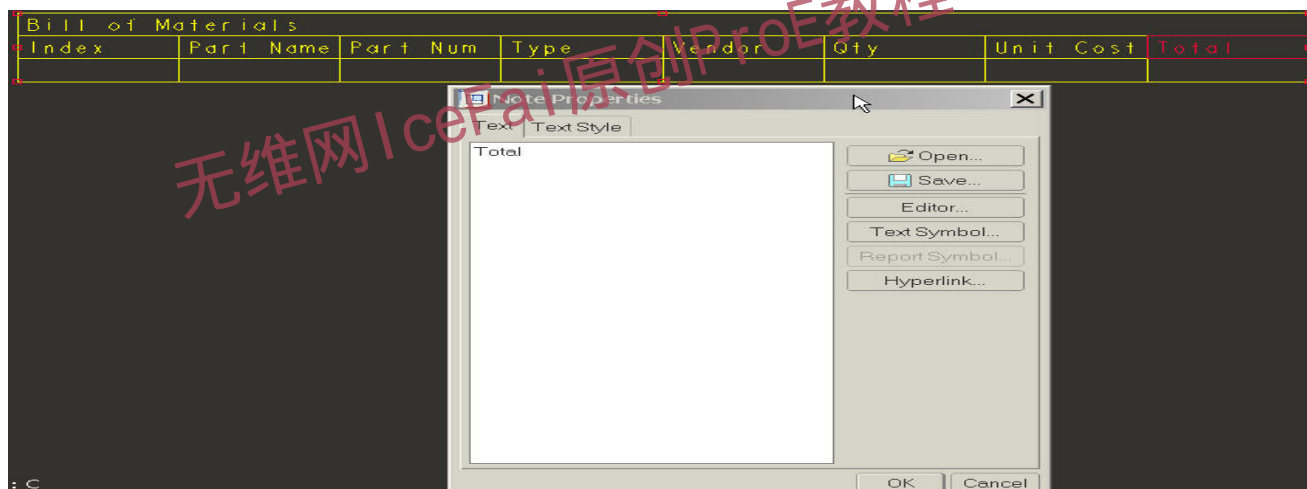 Bill of Materials
Index Part Name Part Num Type Vendor Qty Unit Cost Total
Note Properties
Text Text Style
Total
Open...
Save...
Editor...
Text Symbol...
Report Symbol...
Hyperlink...
OK Cancel
: C
无维网IceFai原创ProE教程